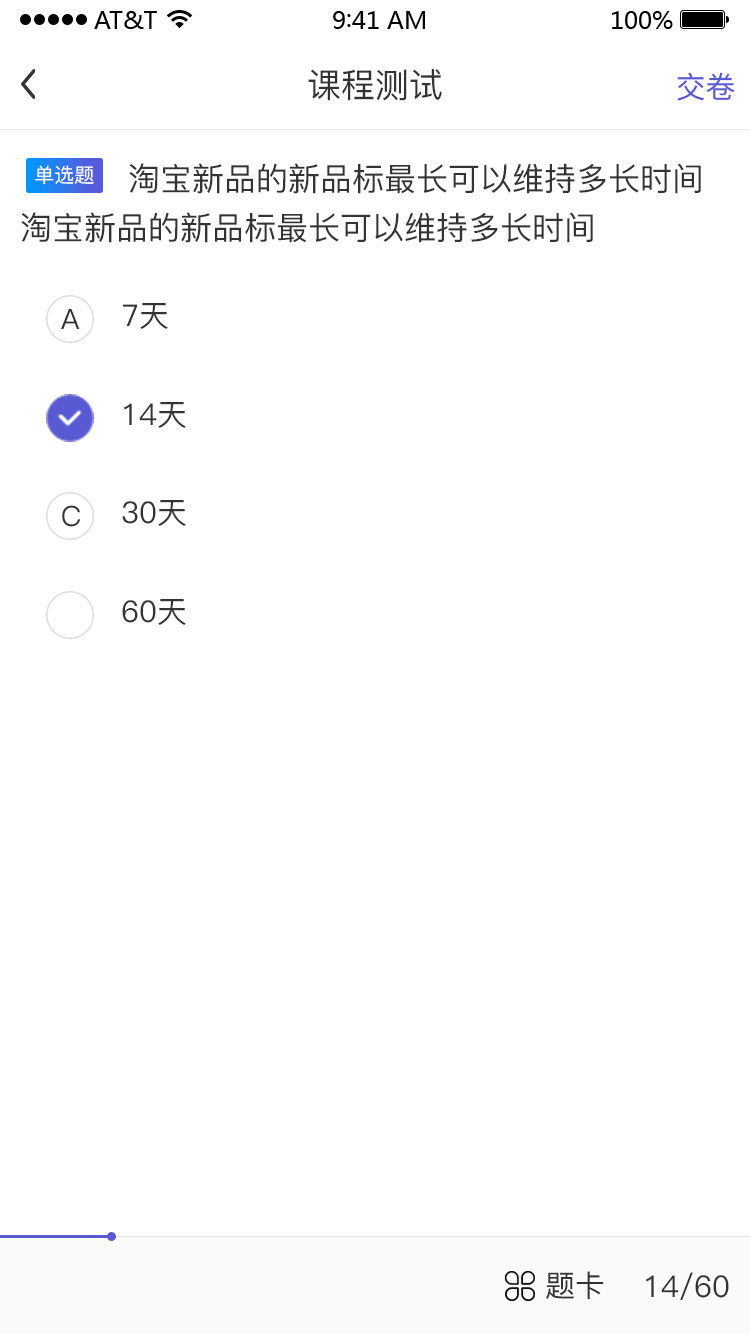 AT&T 9:41 AM 100%
课程测试 交卷
单选题 淘宝新品的新品标最长可以维持多长时间
淘宝新品的新品标最长可以维持多长时间
A 7天
14天
C 30天
60天
题卡 14/60